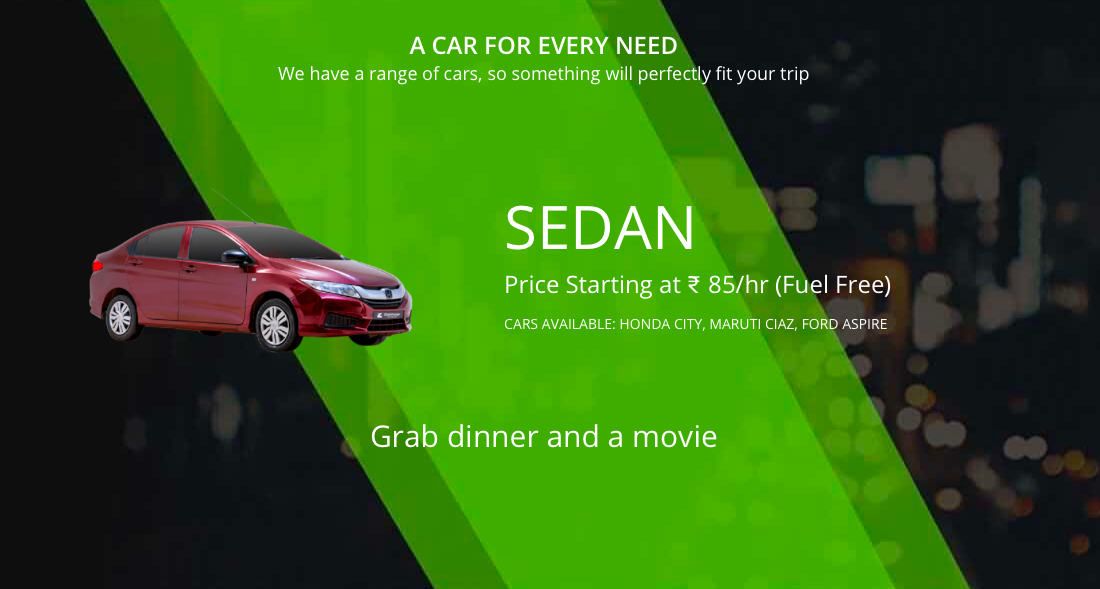 A CAR FOR EVERY NEED
We have a range of cars, so something will perfectly fit your trip
SEDAN
Price Starting at ₹ 85/hr (Fuel Free)
CARS AVAILABLE: HONDA CITY, MARUTI CIAZ, FORD ASPIRE
Grab dinner and a movie